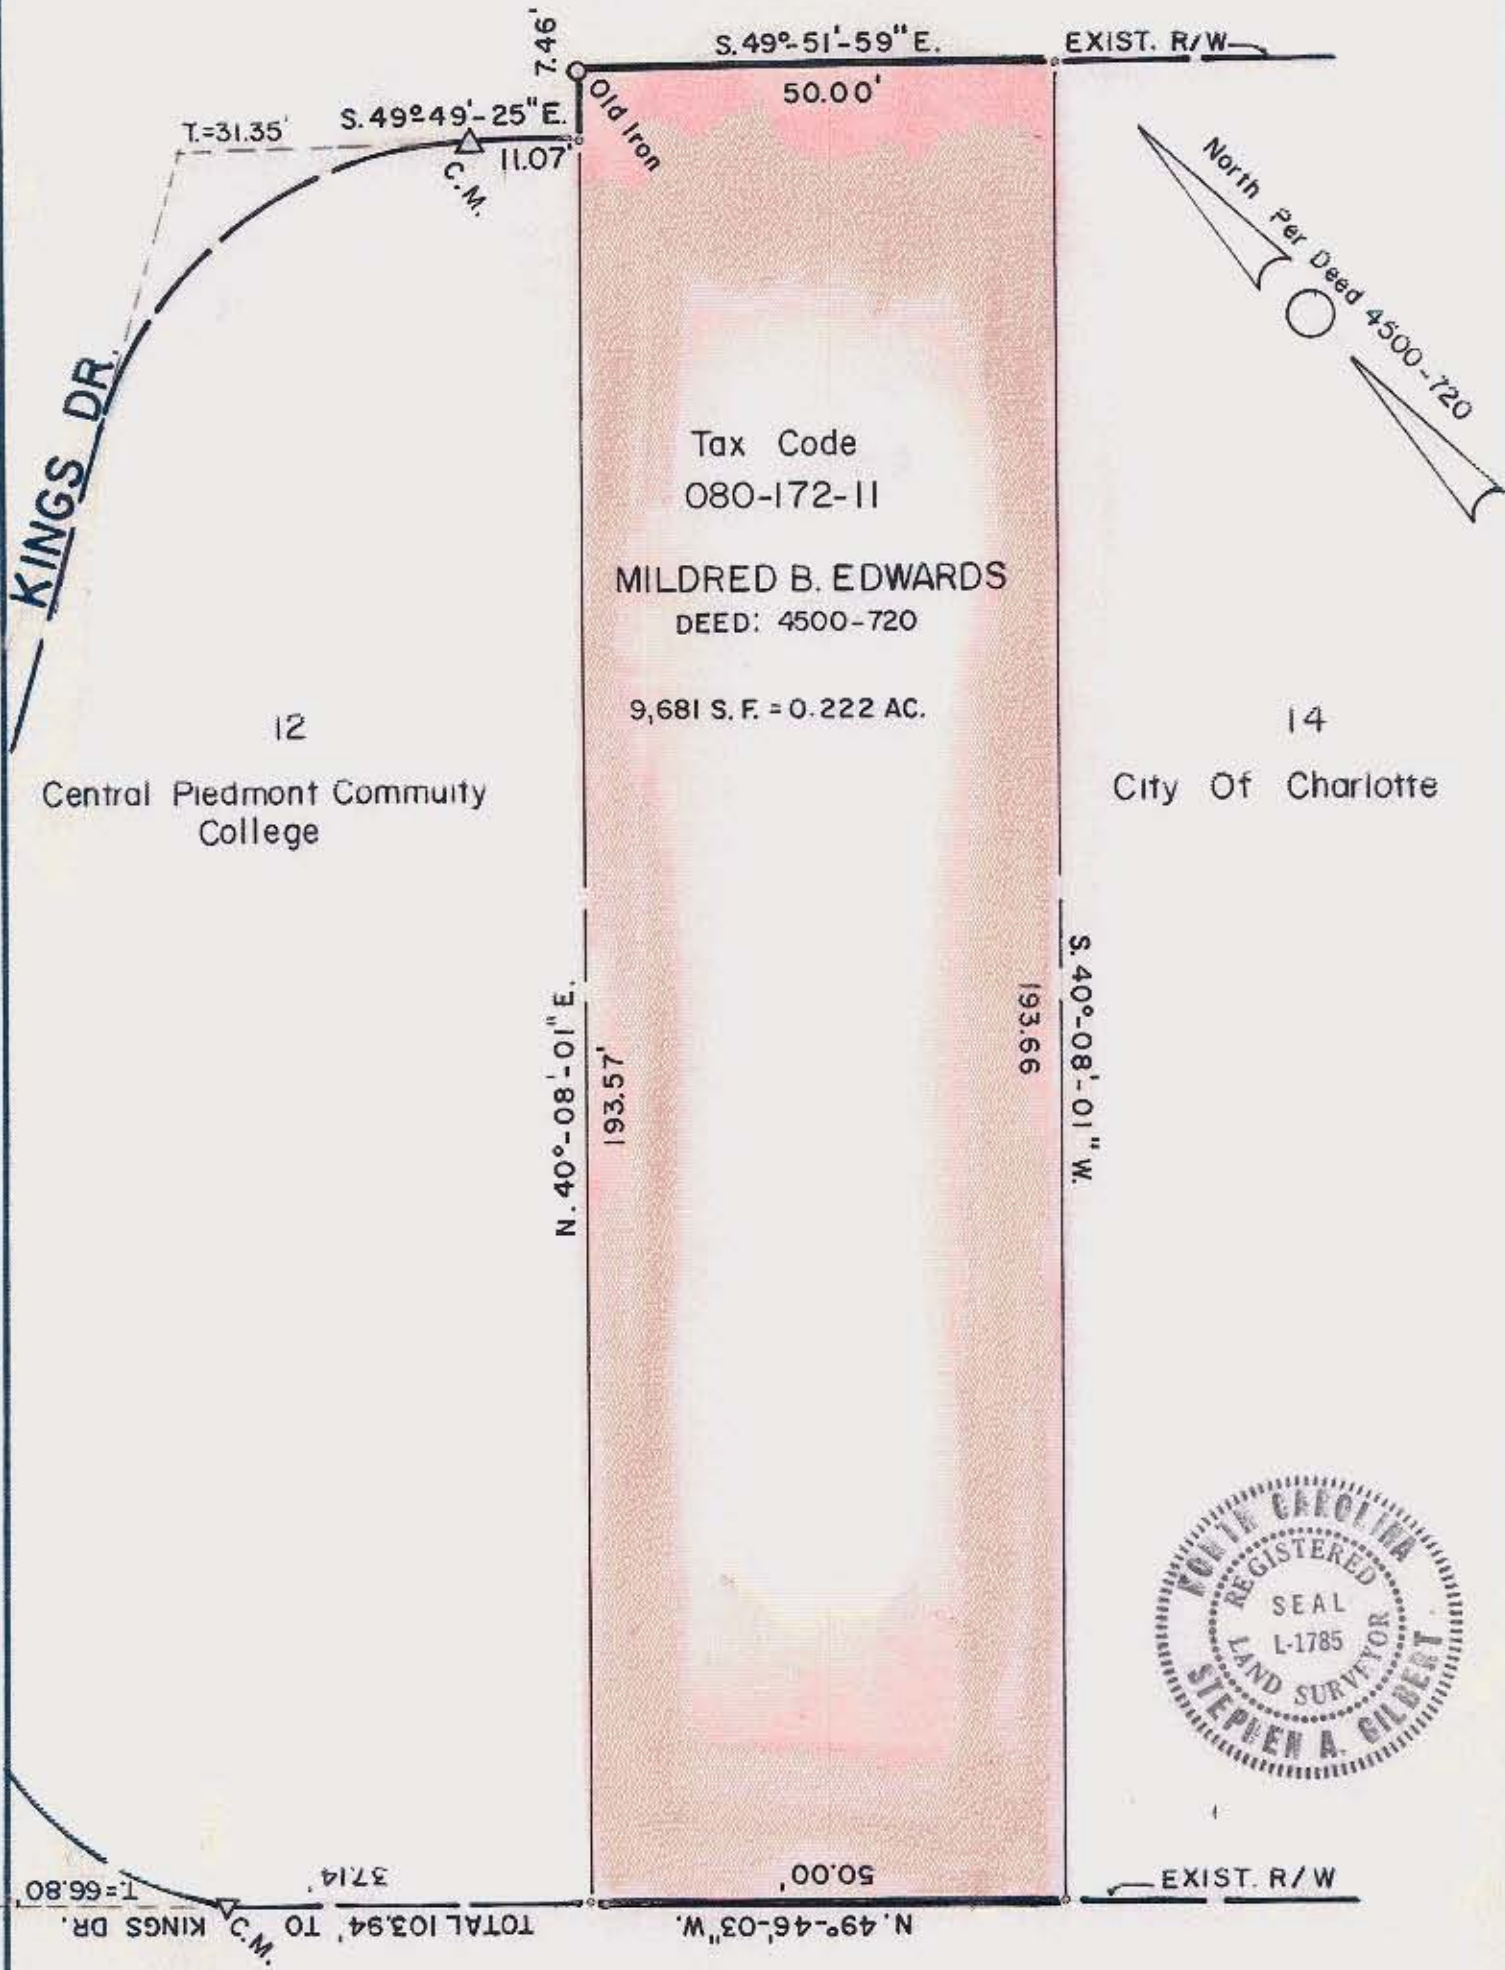 7.46'
S. 49°-51'-59" E.
EXIST. R/W
50.00'
Old Iron
S. 49º49'-25" E.
T.=31.35'
11.07'
C. M.
North Per Deed 4500-720
KINGS DR.
Tax Code
080-172-11
MILDRED B. EDWARDS
DEED: 4500-720
9,681 S. F. = 0.222 AC.
12
Central Piedmont Commuity
College
14
City Of Charlotte
N. 40°-08'-01" E.
193.57'
193.66
S. 40°-08'-01" W.
NORTH CAROLINA
REGISTERED
SEAL
L-1785
LAND SURVEYOR
STEPHEN A. GILBERT
T.=66.80'
37.14'
50.00'
EXIST. R/W
TOTAL 103.94' TO KINGS DR.
C. M.
N. 49°-46'-03" W.